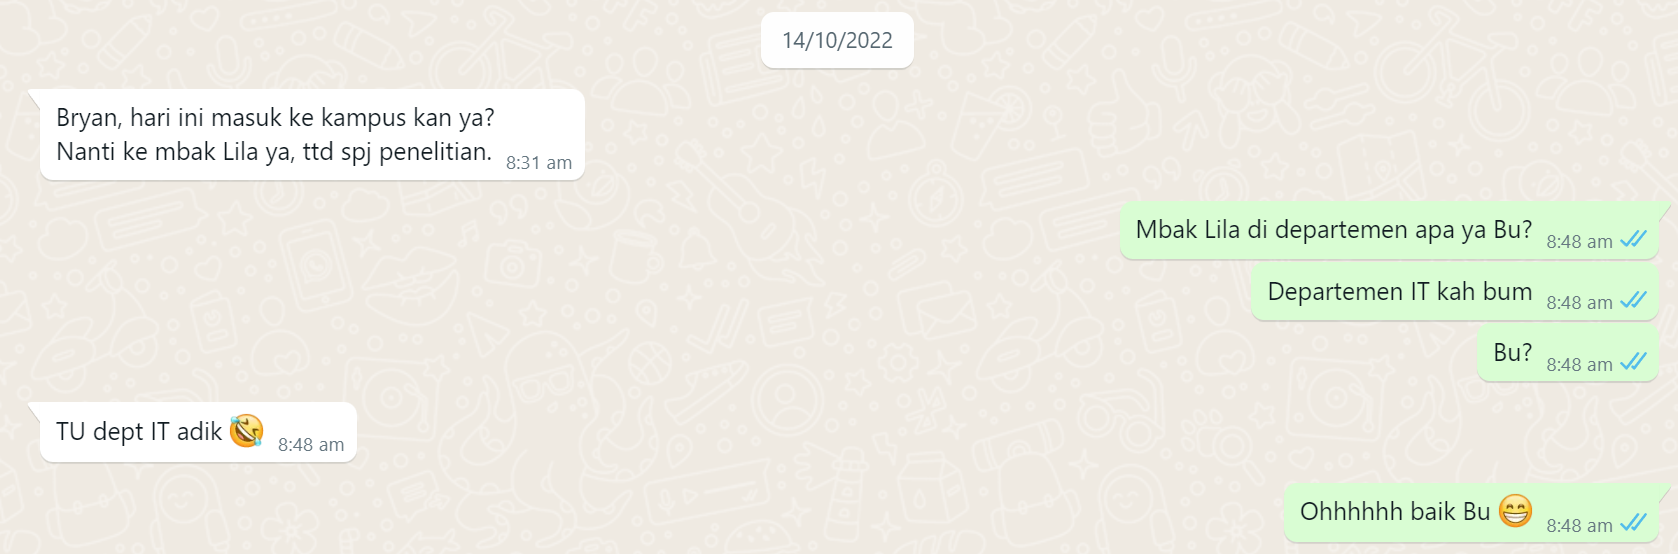 14/10/2022
Bryan, hari ini masuk ke kampus kan ya?
Nanti ke mbak Lila ya, ttd spj penelitian. 8:31 am
Mbak Lila di departemen apa ya Bu? 8:48 am
Departemen IT kah bum 8:48 am
Bu? 8:48 am
TU dept IT adik 🤣 8:48 am
Ohhhhhh baik Bu 😁 8:48 am